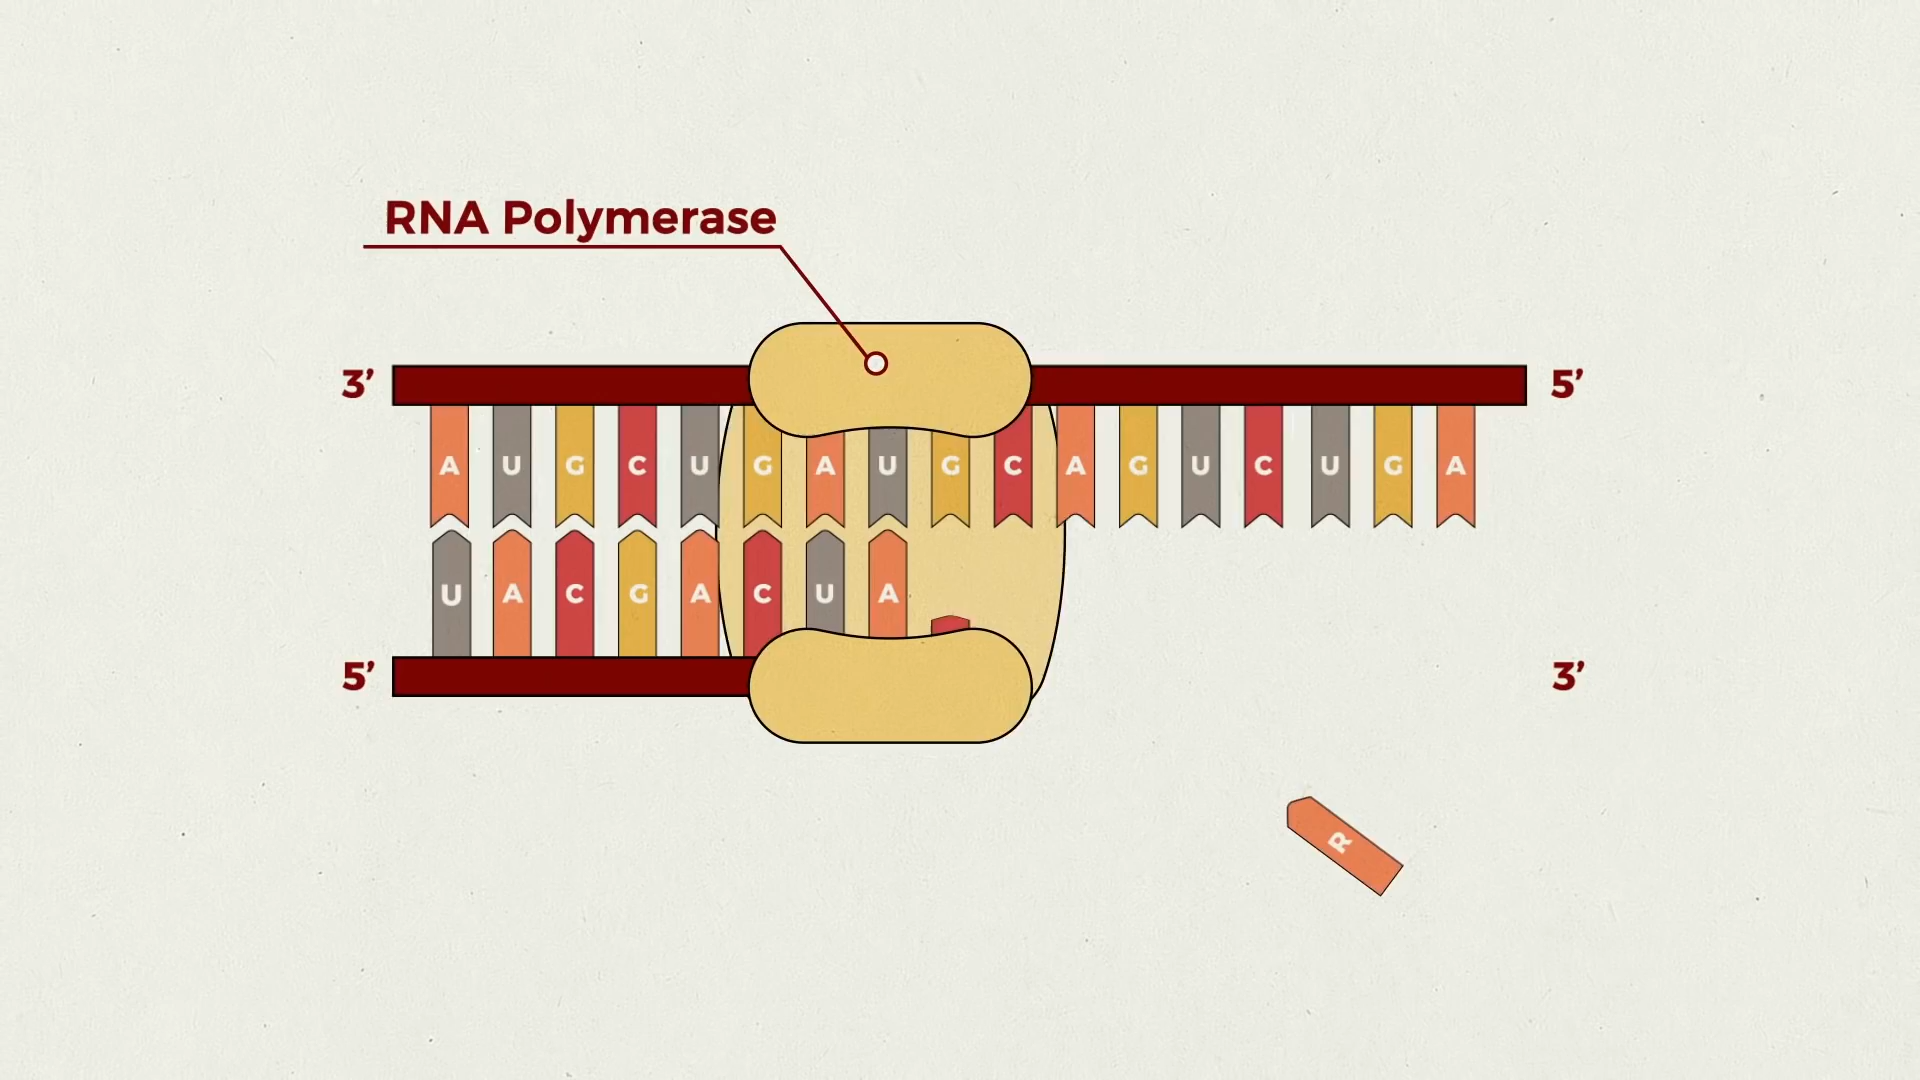 RNA Polymerase
3’ 5’
A U G C U G A U G C A G U C U G A
U A C G A C U A
5’ 3’
R